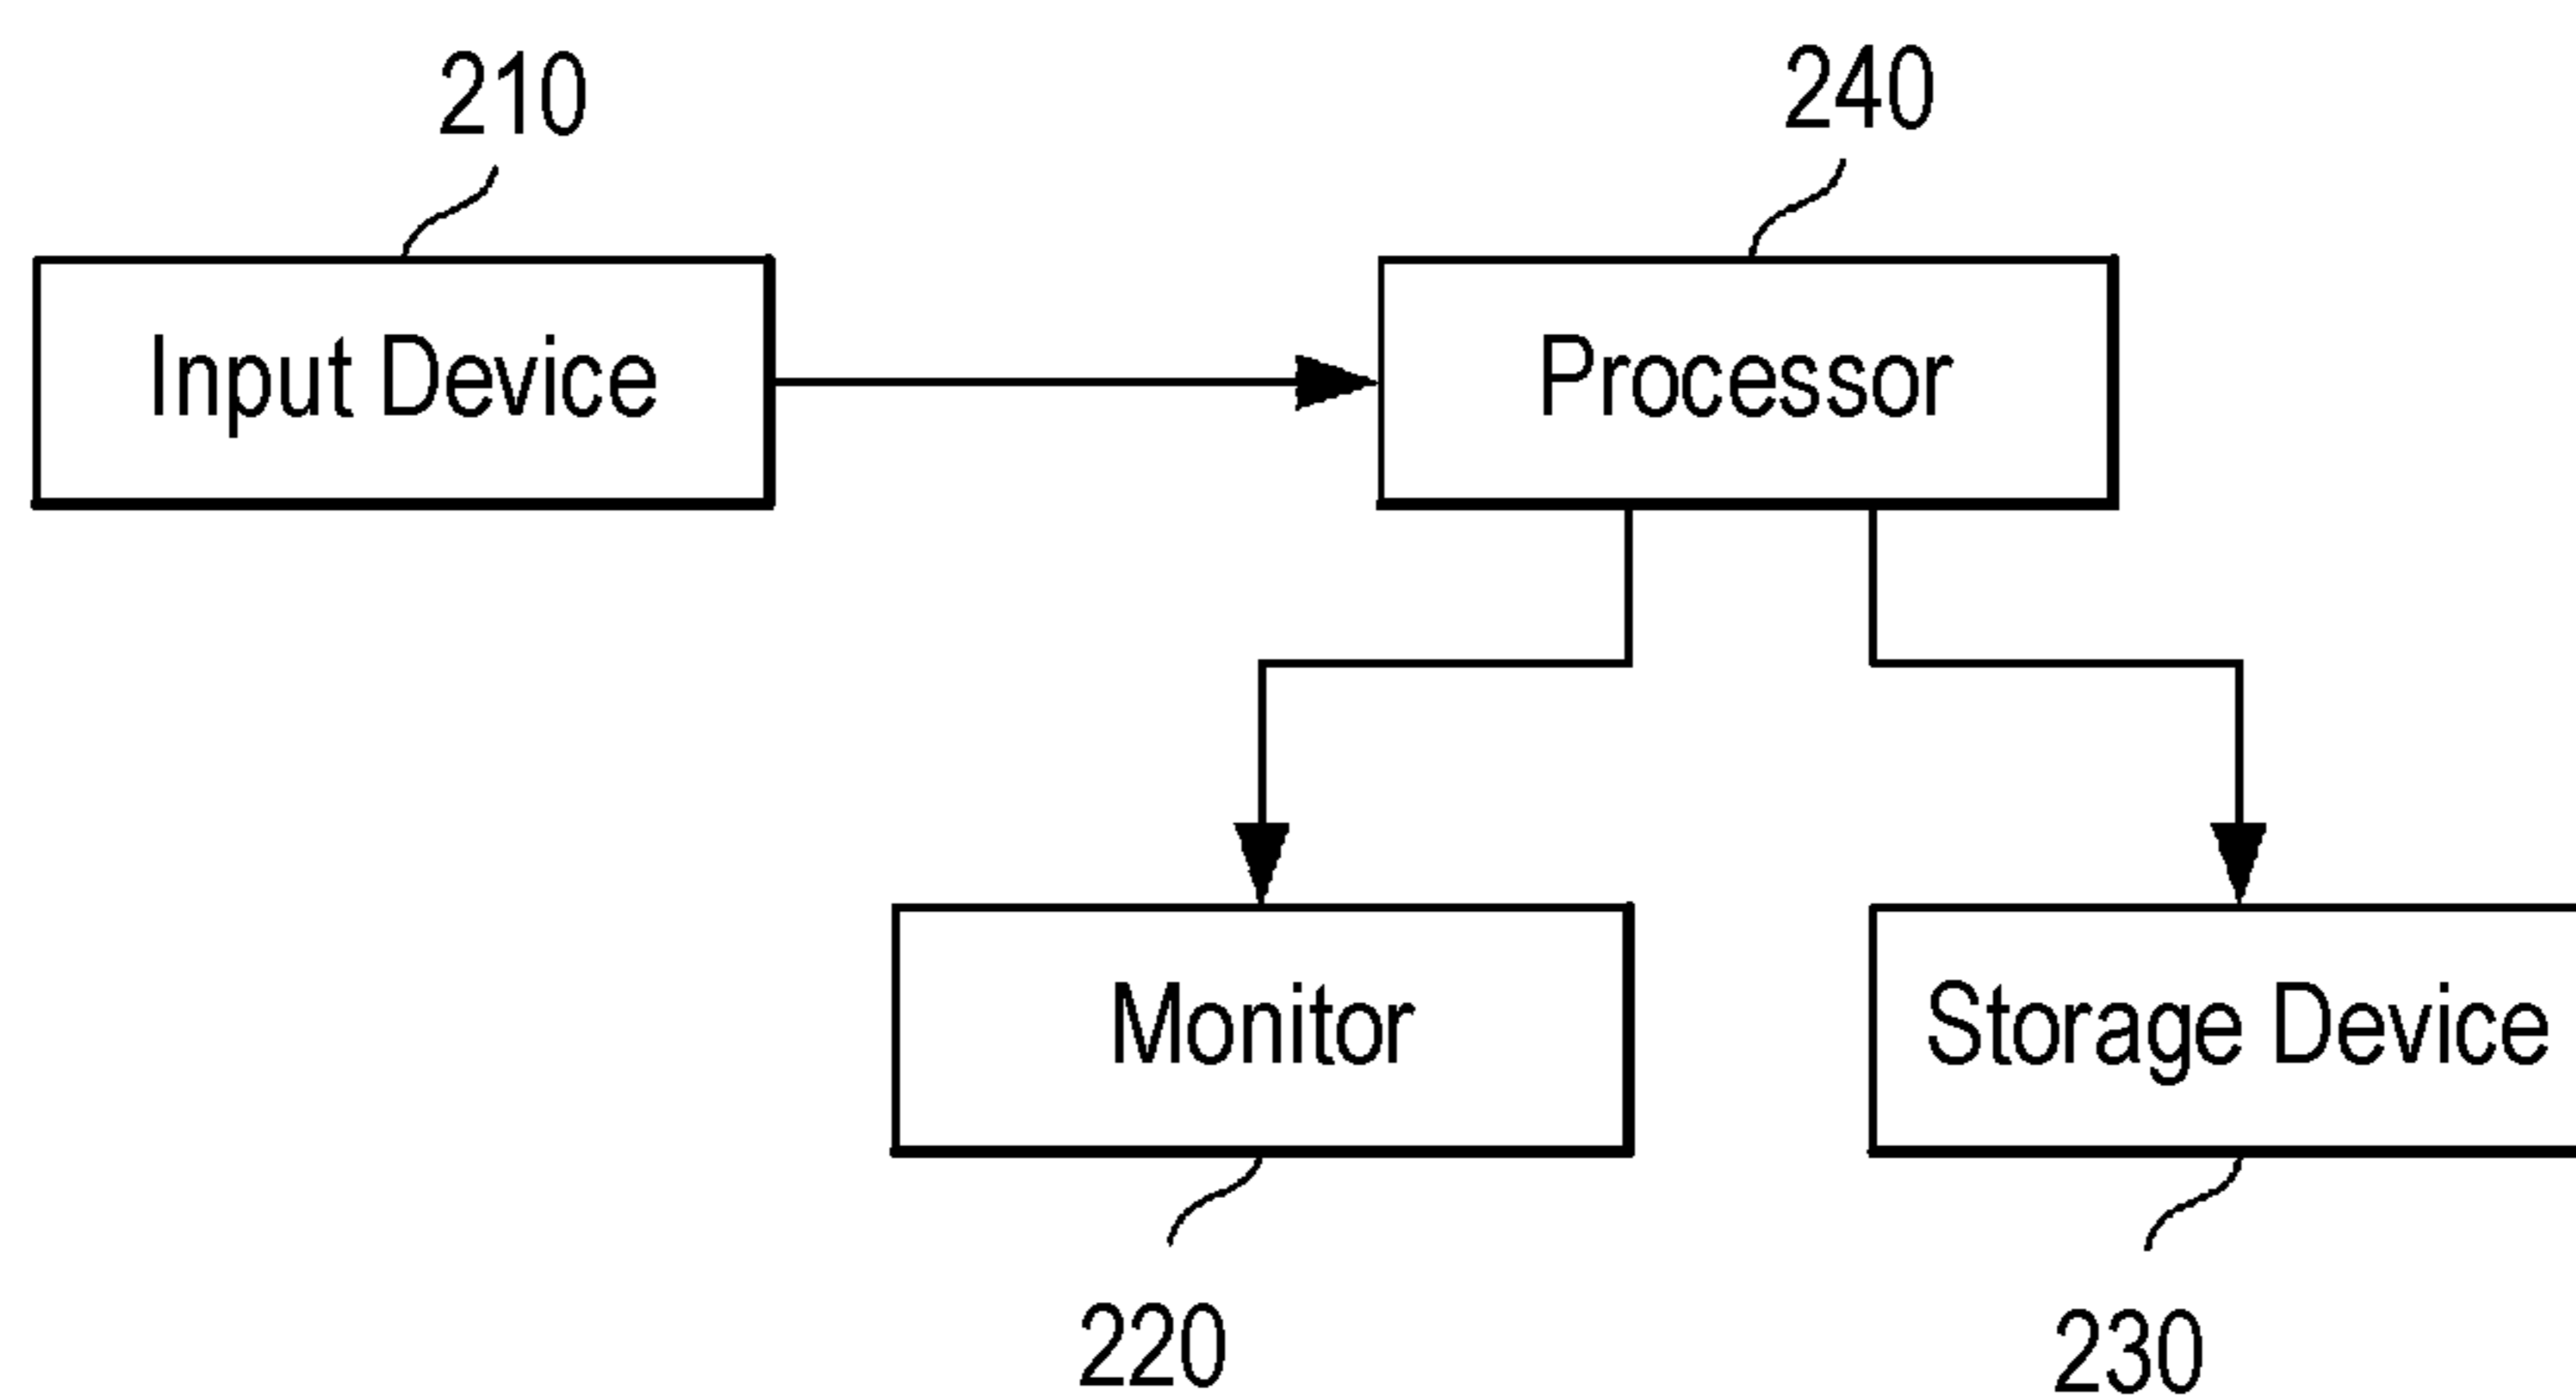 210
240
Input Device
Processor
Monitor
Storage Device
220
230